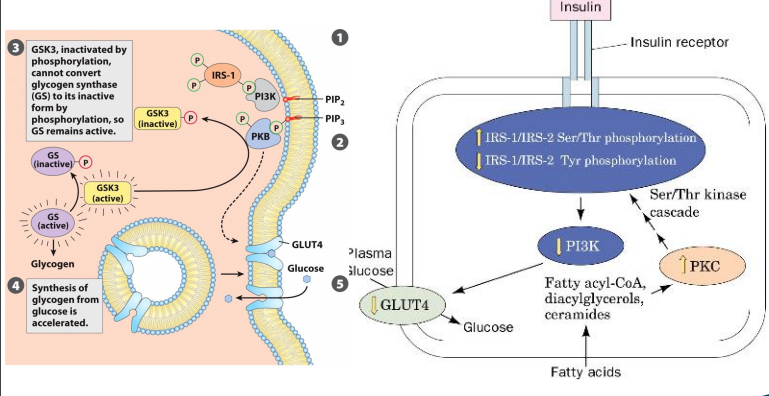 3
GSK3, inactivated by
phosphorylation,
cannot convert
glycogen synthase
(GS) to its inactive
form by
phosphorylation, so
GS remains active.
P
P
IRS-1
P
P
PI3K
PIP2
PIP3
GSK3
(inactive)
P
P
P
PKB
GS
(inactive)
P
GSK3
(active)
GS
(active)
Glycogen
GLUT4
Glucose
4
Synthesis of
glycogen from
glucose is
accelerated.
1
2
5
Insulin
Insulin receptor
IRS-1/IRS-2 Ser/Thr phosphorylation
IRS-1/IRS-2 Tyr phosphorylation
Ser/Thr kinase
cascade
PI3K
PKC
Plasma
Glucose
GLUT4
Glucose
Fatty acyl-CoA,
diacylglycerols,
ceramides
Fatty acids